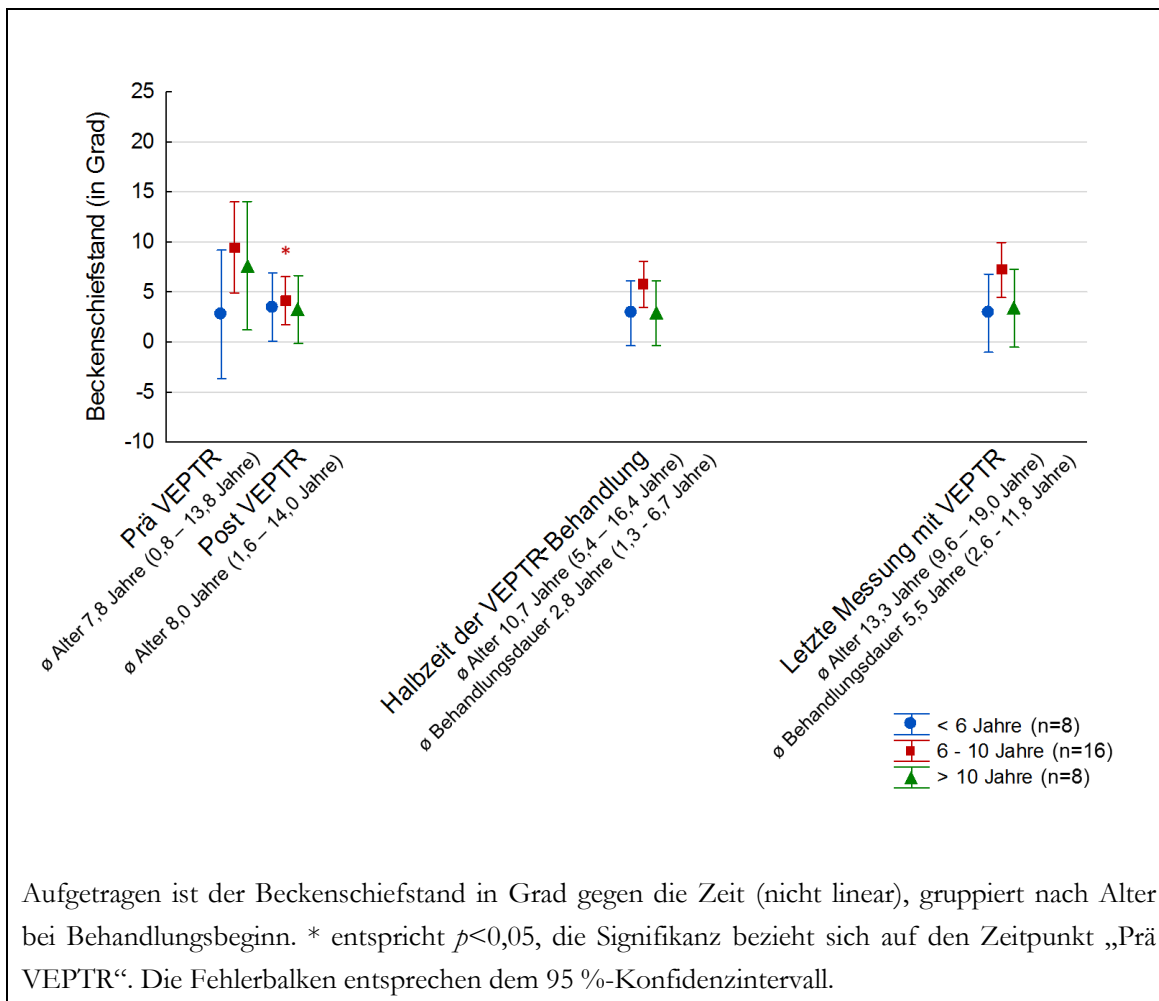 Beckenschiefstand (in Grad)
25
20
15
10
5
0
-5
-10
*
Prä VEPTR
ø Alter 7,8 Jahre (0,8 – 13,8 Jahre)
Post VEPTR
ø Alter 8,0 Jahre (1,6 – 14,0 Jahre)
Halbzeit der VEPTR-Behandlung
ø Alter 10,7 Jahre (5,4 – 16,4 Jahre)
ø Behandlungsdauer 2,8 Jahre (1,3 - 6,7 Jahre)
Letzte Messung mit VEPTR
ø Alter 13,3 Jahre (9,6 – 19,0 Jahre)
ø Behandlungsdauer 5,5 Jahre (2,6 - 11,8 Jahre)
< 6 Jahre (n=8)
6 - 10 Jahre (n=16)
> 10 Jahre (n=8)
Aufgetragen ist der Beckenschiefstand in Grad gegen die Zeit (nicht linear), gruppiert nach Alter
bei Behandlungsbeginn. * entspricht p<0,05, die Signifikanz bezieht sich auf den Zeitpunkt „Prä
VEPTR“. Die Fehlerbalken entsprechen dem 95 %-Konfidenzintervall.